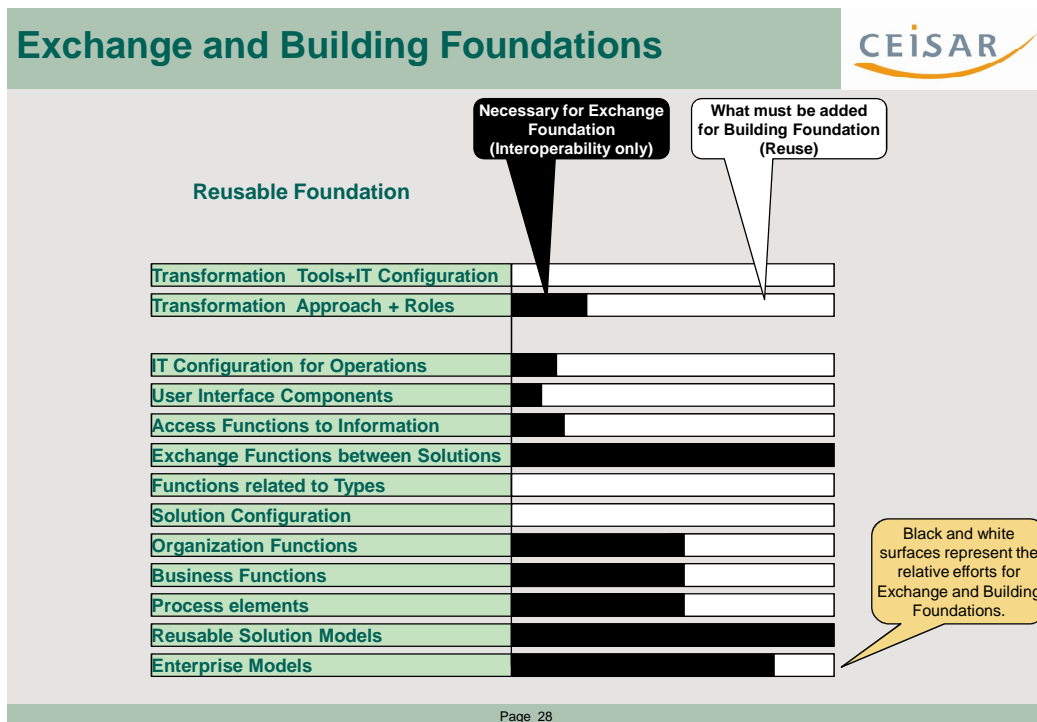 Exchange and Building Foundations
CEISAR
Necessary for Exchange
Foundation
(Interoperability only)
What must be added
for Building Foundation
(Reuse)
Reusable Foundation
Transformation Tools+IT Configuration
Transformation Approach + Roles
IT Configuration for Operations
User Interface Components
Access Functions to Information
Exchange Functions between Solutions
Functions related to Types
Solution Configuration
Organization Functions
Business Functions
Process elements
Reusable Solution Models
Enterprise Models
Black and white
surfaces represent the
relative efforts for
Exchange and Building
Foundations.
Page 28